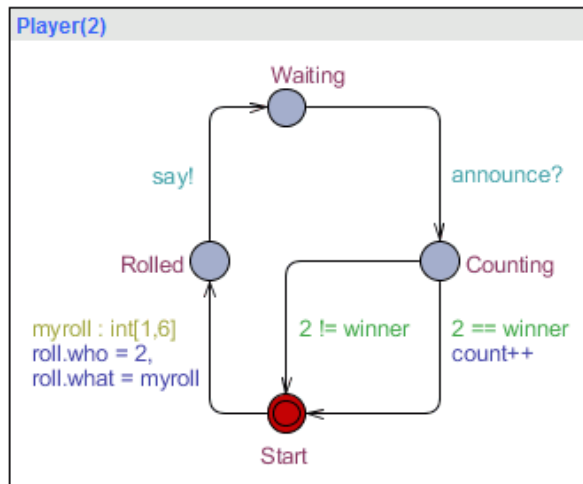 Player(2)
Waiting
say!
announce?
Rolled
Counting
myroll : int[1,6]
roll.who = 2,
roll.what = myroll
2 != winner
2 == winner
count++
Start